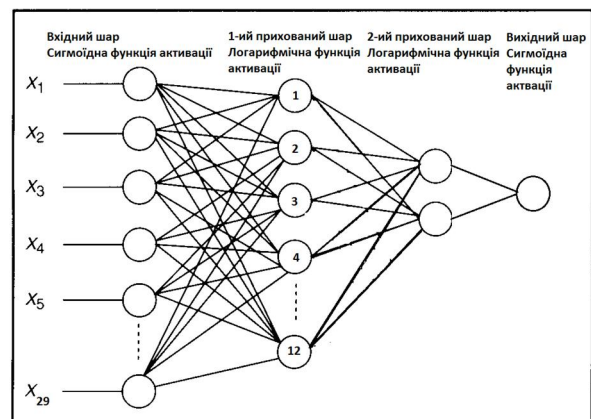 Вхідний шар
Сигмоїдна функція активації
1-ий прихований шар
Логарифмічна функція
активації
2-ий прихований шар
Логарифмічна функція
активації
Вихідний шар
Сигмоїдна
функція
актвації
X1
X2
X3
X4
X5
X29
1
2
3
4
12